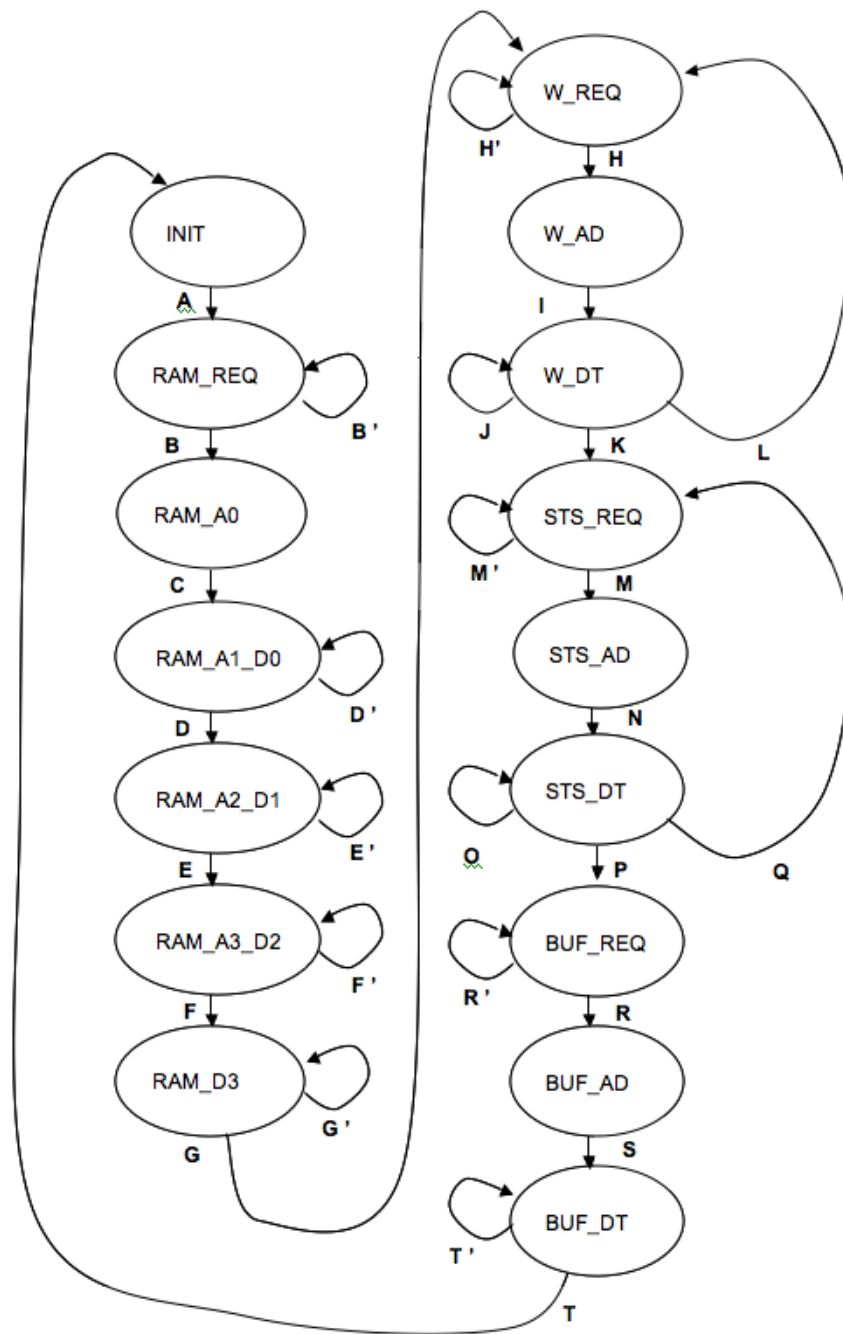 INIT
A
RAM_REQ
B '
B
RAM_A0
C
RAM_A1_D0
D '
D
RAM_A2_D1
E '
E
RAM_A3_D2
F '
F
RAM_D3
G '
G
W_REQ
H'
H
W_AD
I
W_DT
J
K
L
STS_REQ
M '
M
STS_AD
N
STS_DT
O
P
Q
BUF_REQ
R '
R
BUF_AD
S
BUF_DT
T '
T